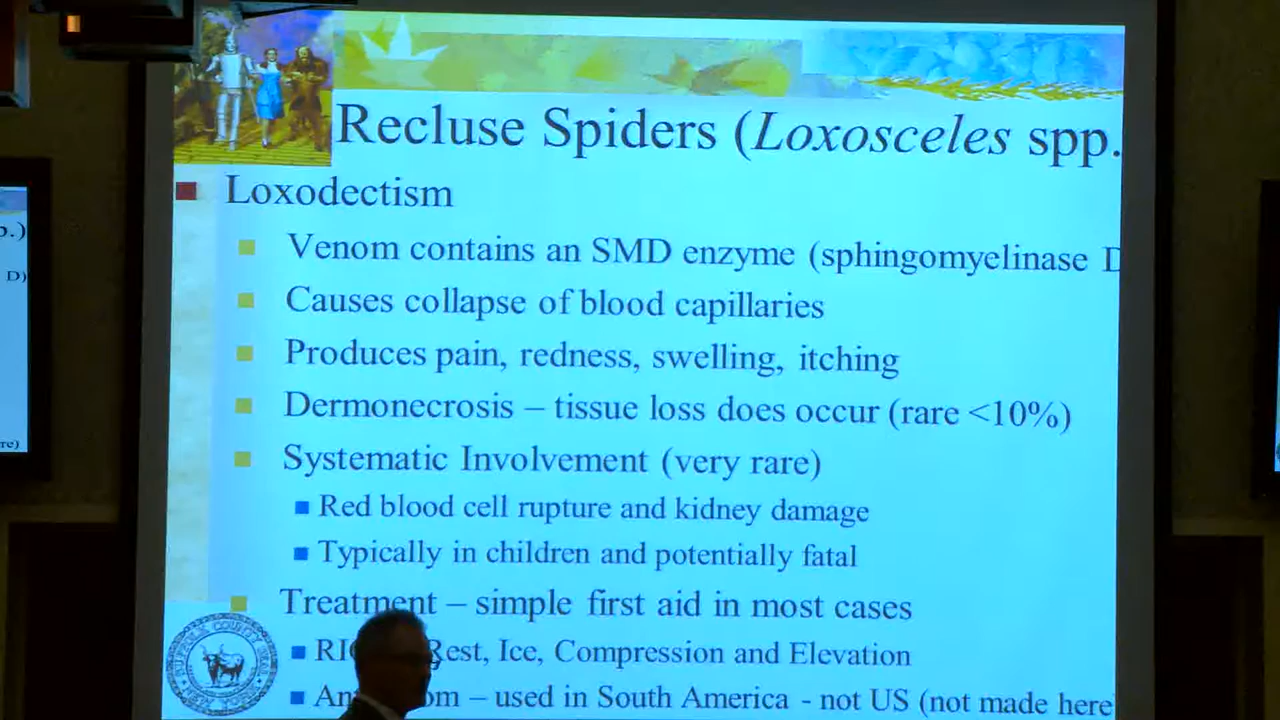 Recluse Spiders (Loxosceles spp.
Loxodectism
Venom contains an SMD enzyme (sphingomyelinase D
Causes collapse of blood capillaries
Produces pain, redness, swelling, itching
Dermonecrosis – tissue loss does occur (rare <10%)
Systematic Involvement (very rare)
Red blood cell rupture and kidney damage
Typically in children and potentially fatal
Treatment – simple first aid in most cases
Rest, Ice, Compression and Elevation
– used in South America - not US (not made here
SUFFOLK COUNTY SEAL
D)